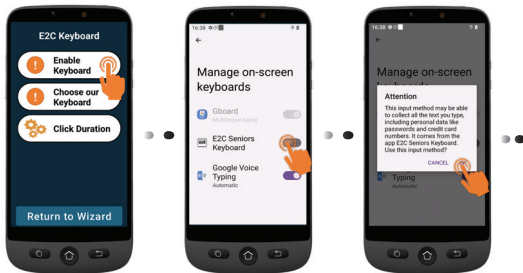 E2C Keyboard
Enable
Keyboard
Choose our
Keyboard
Click Duration
Return to Wizard
16:38
Manage on-screen
keyboards
Gboard
Multilingual typing
E2C Seniors
Keyboard
Google Voice
Typing
Automatic
16:38
Manage on-screen
keyboards
Attention
This input method may be able
to collect all the text you type,
including personal data like
passwords and credit card
numbers. It comes from the
app E2C Seniors Keyboard.
Use this input method?
CANCEL
Typing
Automatic